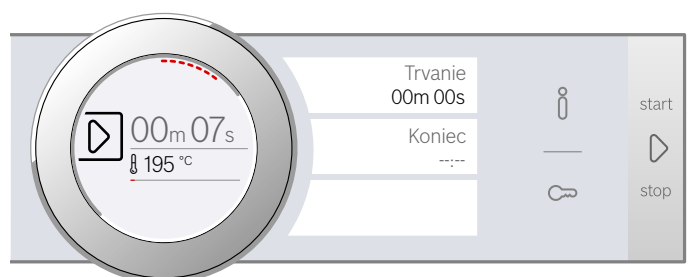 00m 07s
195 °C
Trvanie
00m 00s
Koniec
--:--
start
stop